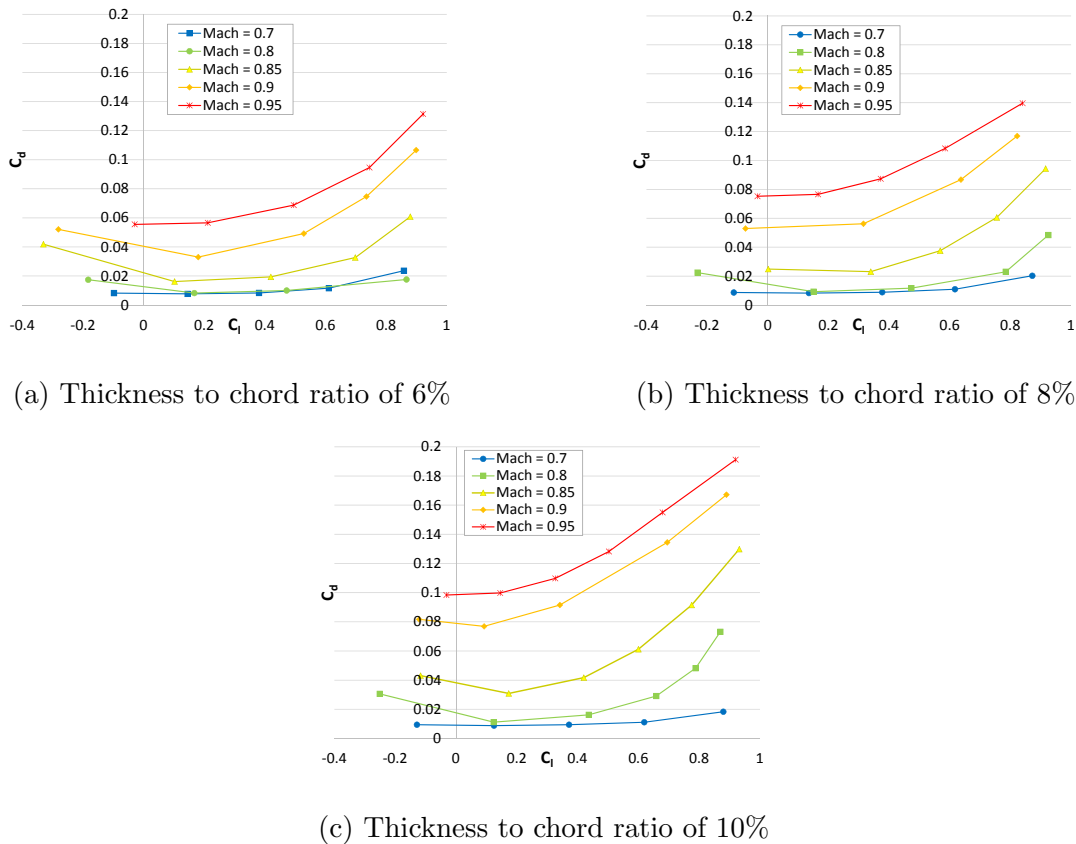 0.2
0.18
0.16
0.14
0.12
0.1
0.08
0.06
0.04
0.02
0
-0.4 -0.2 0 0.2 0.4 0.6 0.8 1
Cd
Cl
Mach = 0.7
Mach = 0.8
Mach = 0.85
Mach = 0.9
Mach = 0.95
(a) Thickness to chord ratio of 6%
0.2
0.18
0.16
0.14
0.12
0.1
0.08
0.06
0.04
0.02
0
-0.4 -0.2 0 0.2 0.4 0.6 0.8 1
Cd
Cl
Mach = 0.7
Mach = 0.8
Mach = 0.85
Mach = 0.9
Mach = 0.95
(b) Thickness to chord ratio of 8%
0.2
0.18
0.16
0.14
0.12
0.1
0.08
0.06
0.04
0.02
0
-0.4 -0.2 0 0.2 0.4 0.6 0.8 1
Cd
Cl
Mach = 0.7
Mach = 0.8
Mach = 0.85
Mach = 0.9
Mach = 0.95
(c) Thickness to chord ratio of 10%